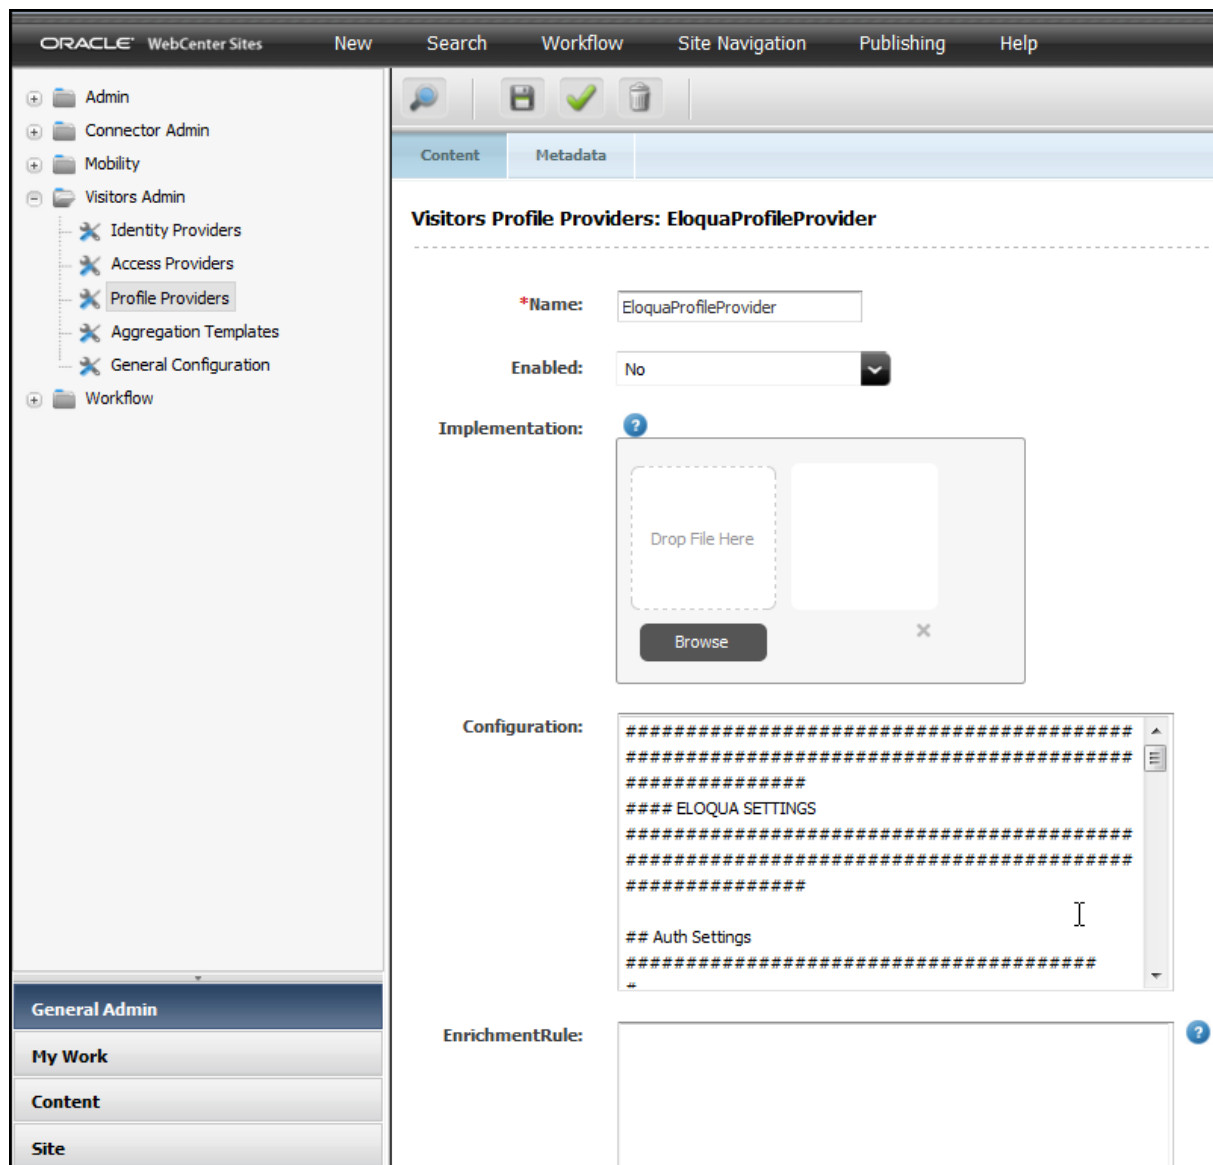 ORACLE WebCenter Sites New Search Workflow Site Navigation Publishing Help
Admin
Connector Admin
Mobility
Visitors Admin
Identity Providers
Access Providers
Profile Providers
Aggregation Templates
General Configuration
Workflow
General Admin
My Work
Content
Site
Content Metadata
Visitors Profile Providers: EloquaProfileProvider
*Name: EloquaProfileProvider
Enabled: No
Implementation: ?
Drop File Here
Browse
Configuration:
##########################################
##########################################
###############
#### ELOQUA SETTINGS
##########################################
##########################################
###############
## Auth Settings
#######################################
#
EnrichmentRule: ?